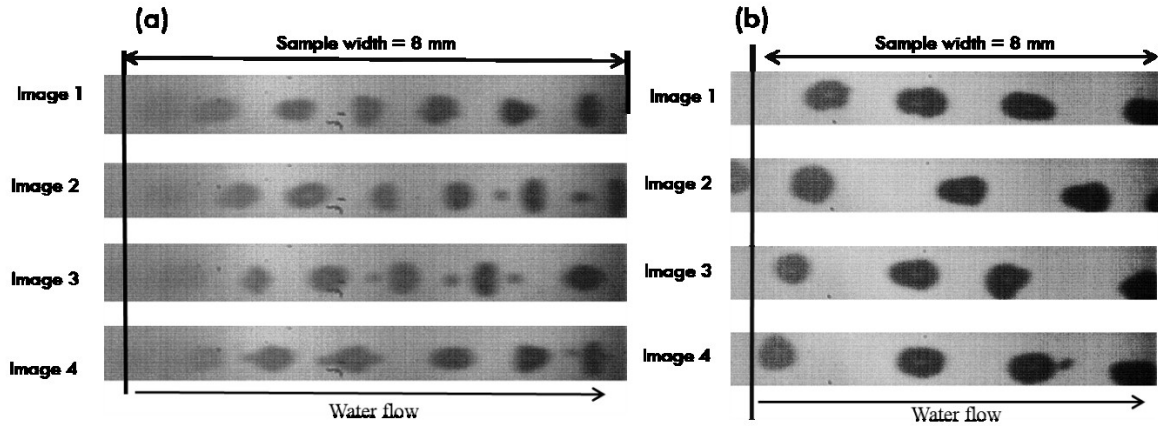 (a)
Sample width = 8 mm
Image 1
Image 2
Image 3
Image 4
Water flow
(b)
Sample width = 8 mm
Image 1
Image 2
Image 3
Image 4
Water flow